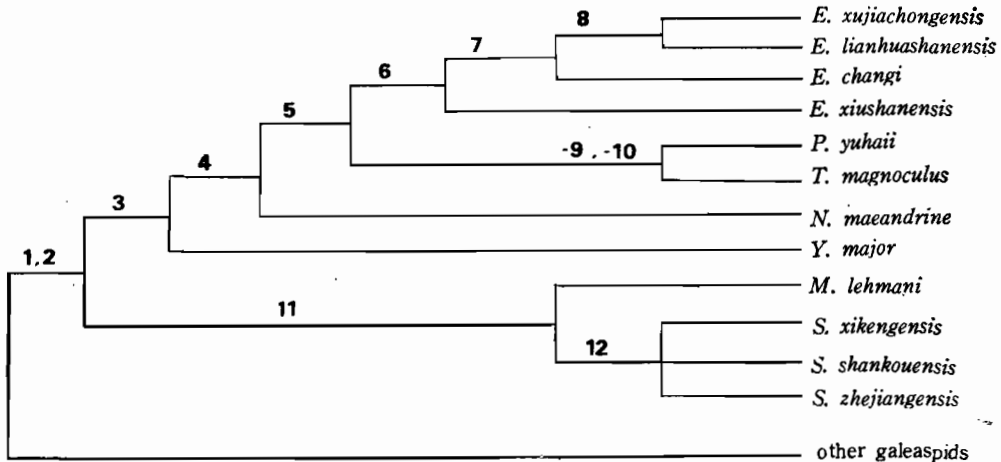 8 E. xujiachongensis
7 E. lianhuashanensis
6 E. changi
5 E. xiushanensis
-9 , -10 P. yuhaii
4 T. magnoculus
3 N. maeandrine
1,2 Y. major
M. lehmani
11 S. xikengensis
12 S. shankouensis
S. zhejiangensis
other galeaspids